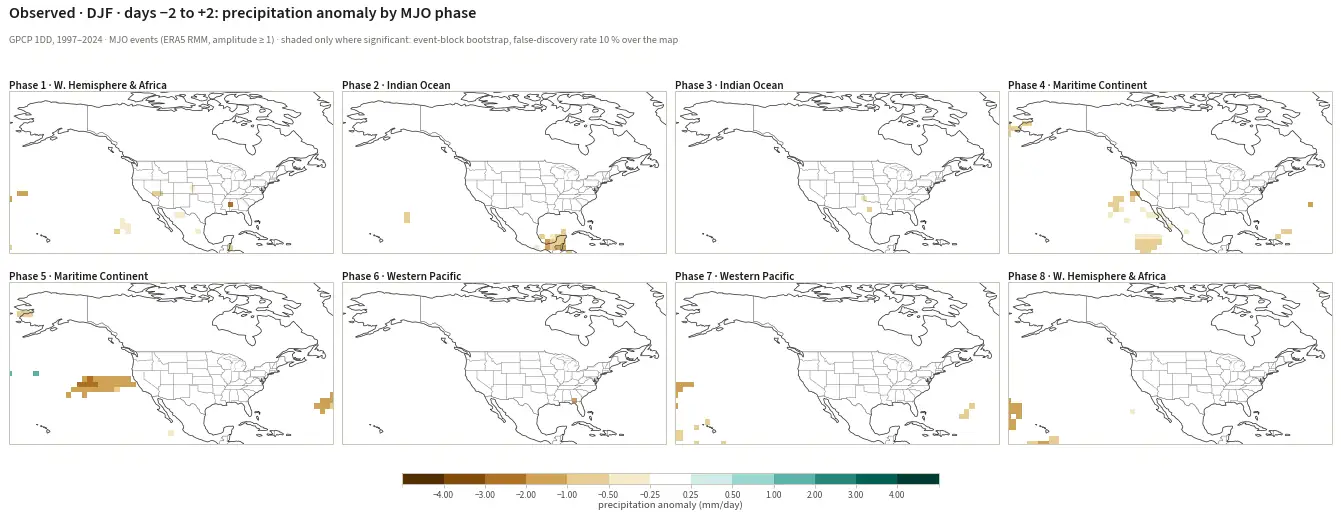 Observed · DJF · days −2 to +2: precipitation anomaly by MJO phase
GPCP 1DD, 1997–2024 · MJO events (ERA5 RMM, amplitude ≥ 1) · shaded only where significant: event-block bootstrap, false-discovery rate 10 % over the map
Phase 1 · W. Hemisphere & Africa
Phase 2 · Indian Ocean
Phase 3 · Indian Ocean
Phase 4 · Maritime Continent
Phase 5 · Maritime Continent
Phase 6 · Western Pacific
Phase 7 · Western Pacific
Phase 8 · W. Hemisphere & Africa
−4.00 −3.00 −2.00 −1.00 −0.50 −0.25 0.25 0.50 1.00 2.00 3.00 4.00
precipitation anomaly (mm/day)